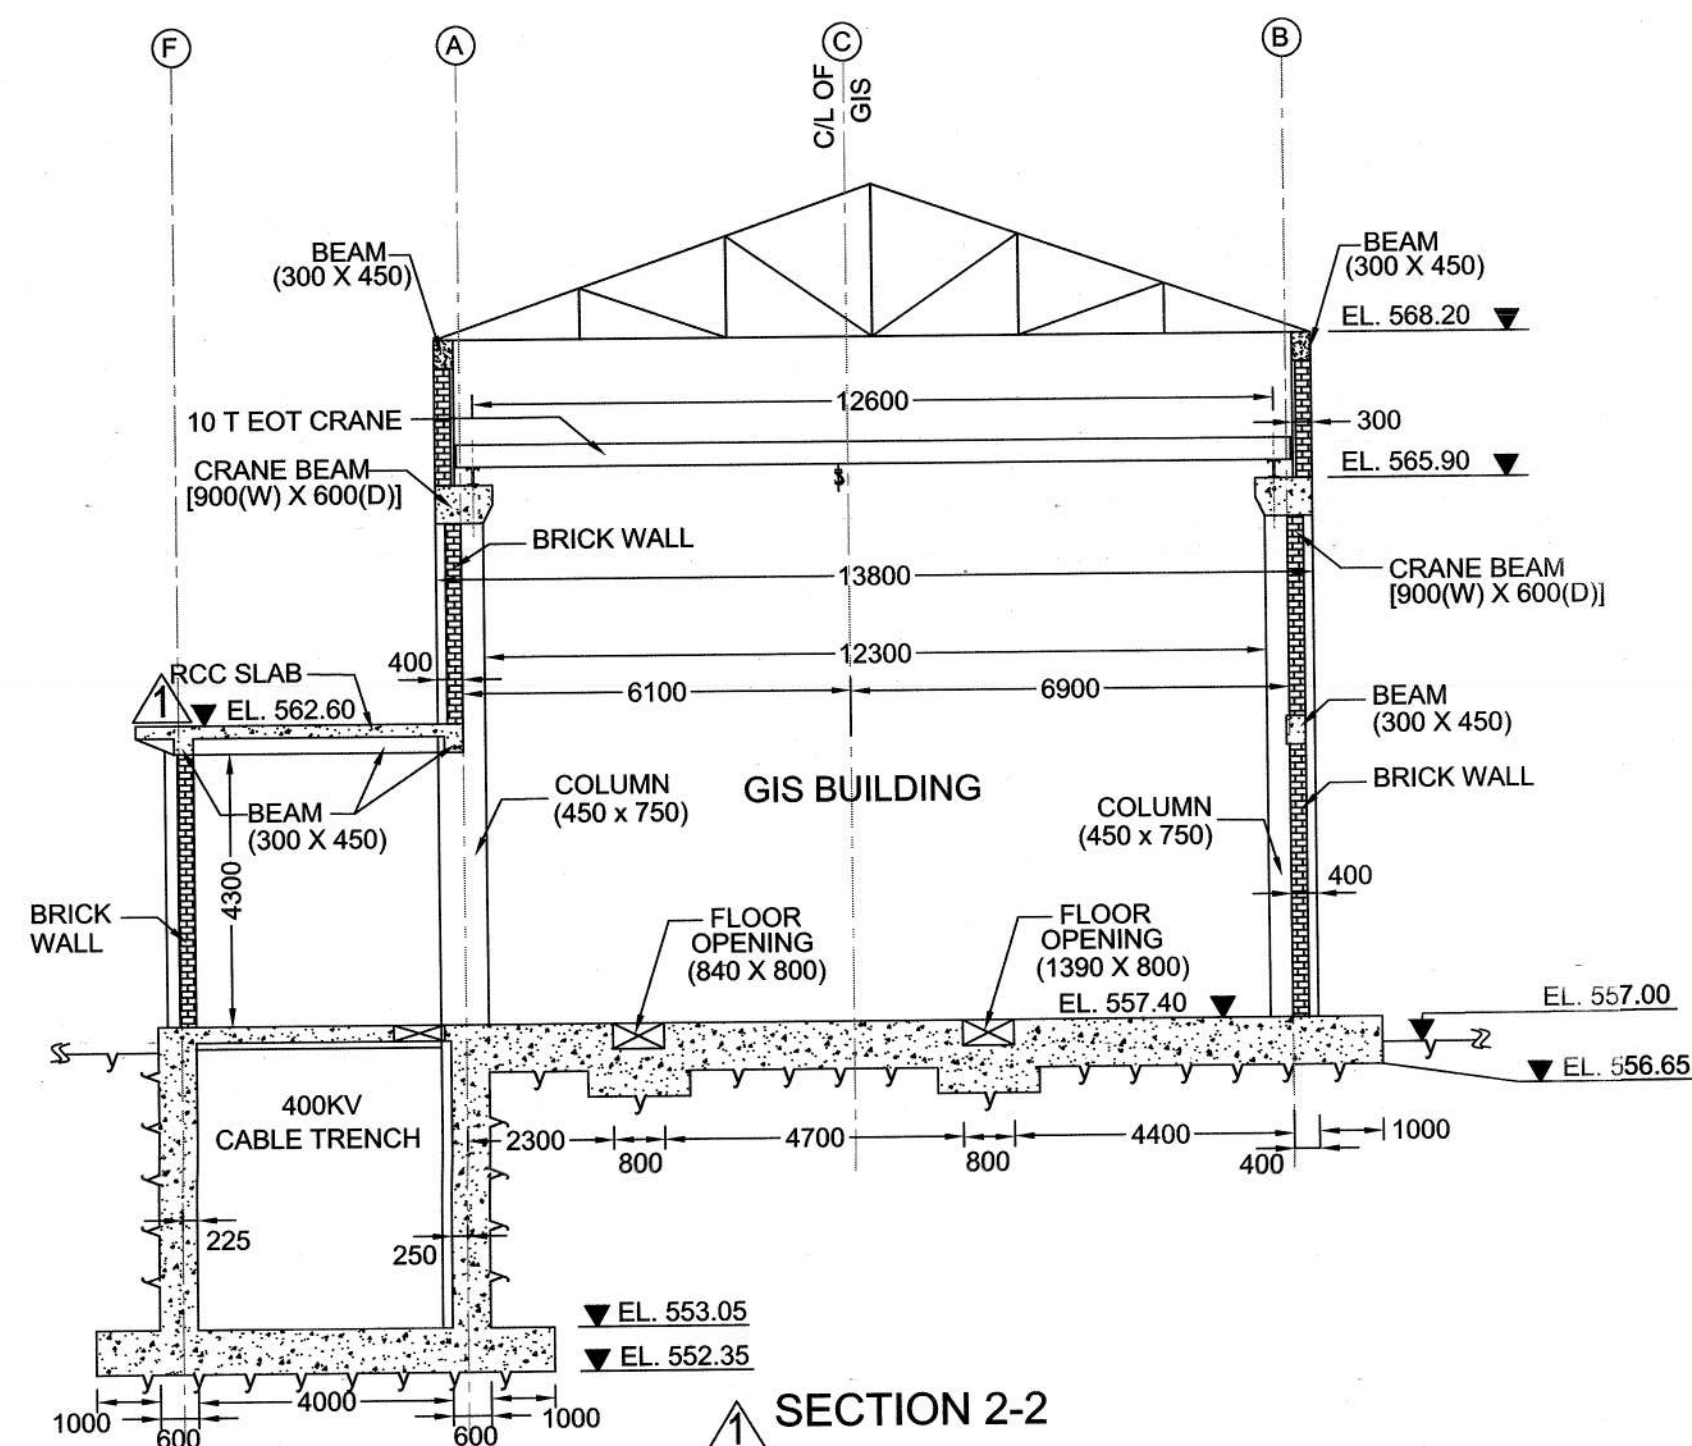 F
A
C
B
C/L OF
GIS
BEAM
(300 X 450)
BEAM
(300 X 450)
EL. 568.20
12600
10 T EOT CRANE
300
CRANE BEAM
[900(W) X 600(D)]
EL. 565.90
BRICK WALL
13800
CRANE BEAM
[900(W) X 600(D)]
12300
400
RCC SLAB
6100
6900
1
EL. 562.60
BEAM
(300 X 450)
COLUMN
(450 x 750)
GIS BUILDING
BRICK WALL
BEAM
(300 X 450)
COLUMN
(450 x 750)
4300
400
BRICK
WALL
FLOOR
OPENING
(840 X 800)
FLOOR
OPENING
(1390 X 800)
EL. 557.40
EL. 557.00
EL. 556.65
400KV
CABLE TRENCH
2300
800
4700
800
4400
400
1000
225
250
EL. 553.05
EL. 552.35
1000
600
4000
600
1000
1
SECTION 2-2